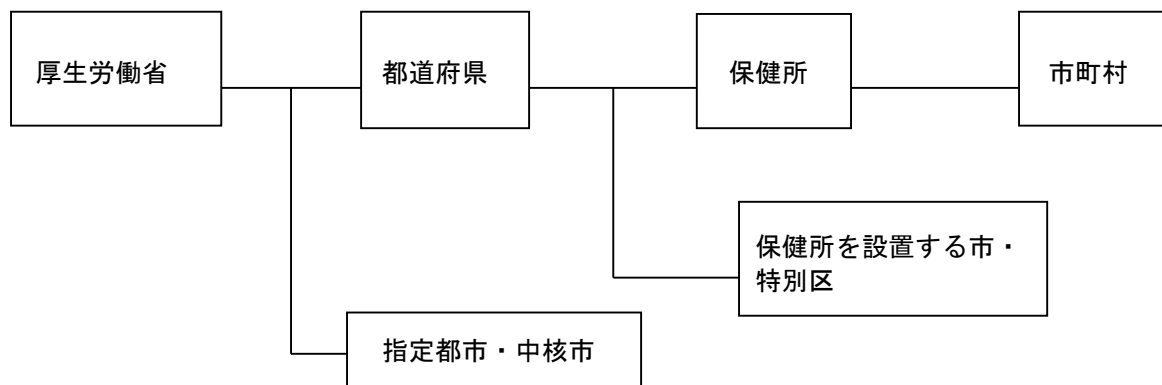 厚生労働省
都道府県
保健所
市町村
保健所を設置する市・
特別区
指定都市・中核市